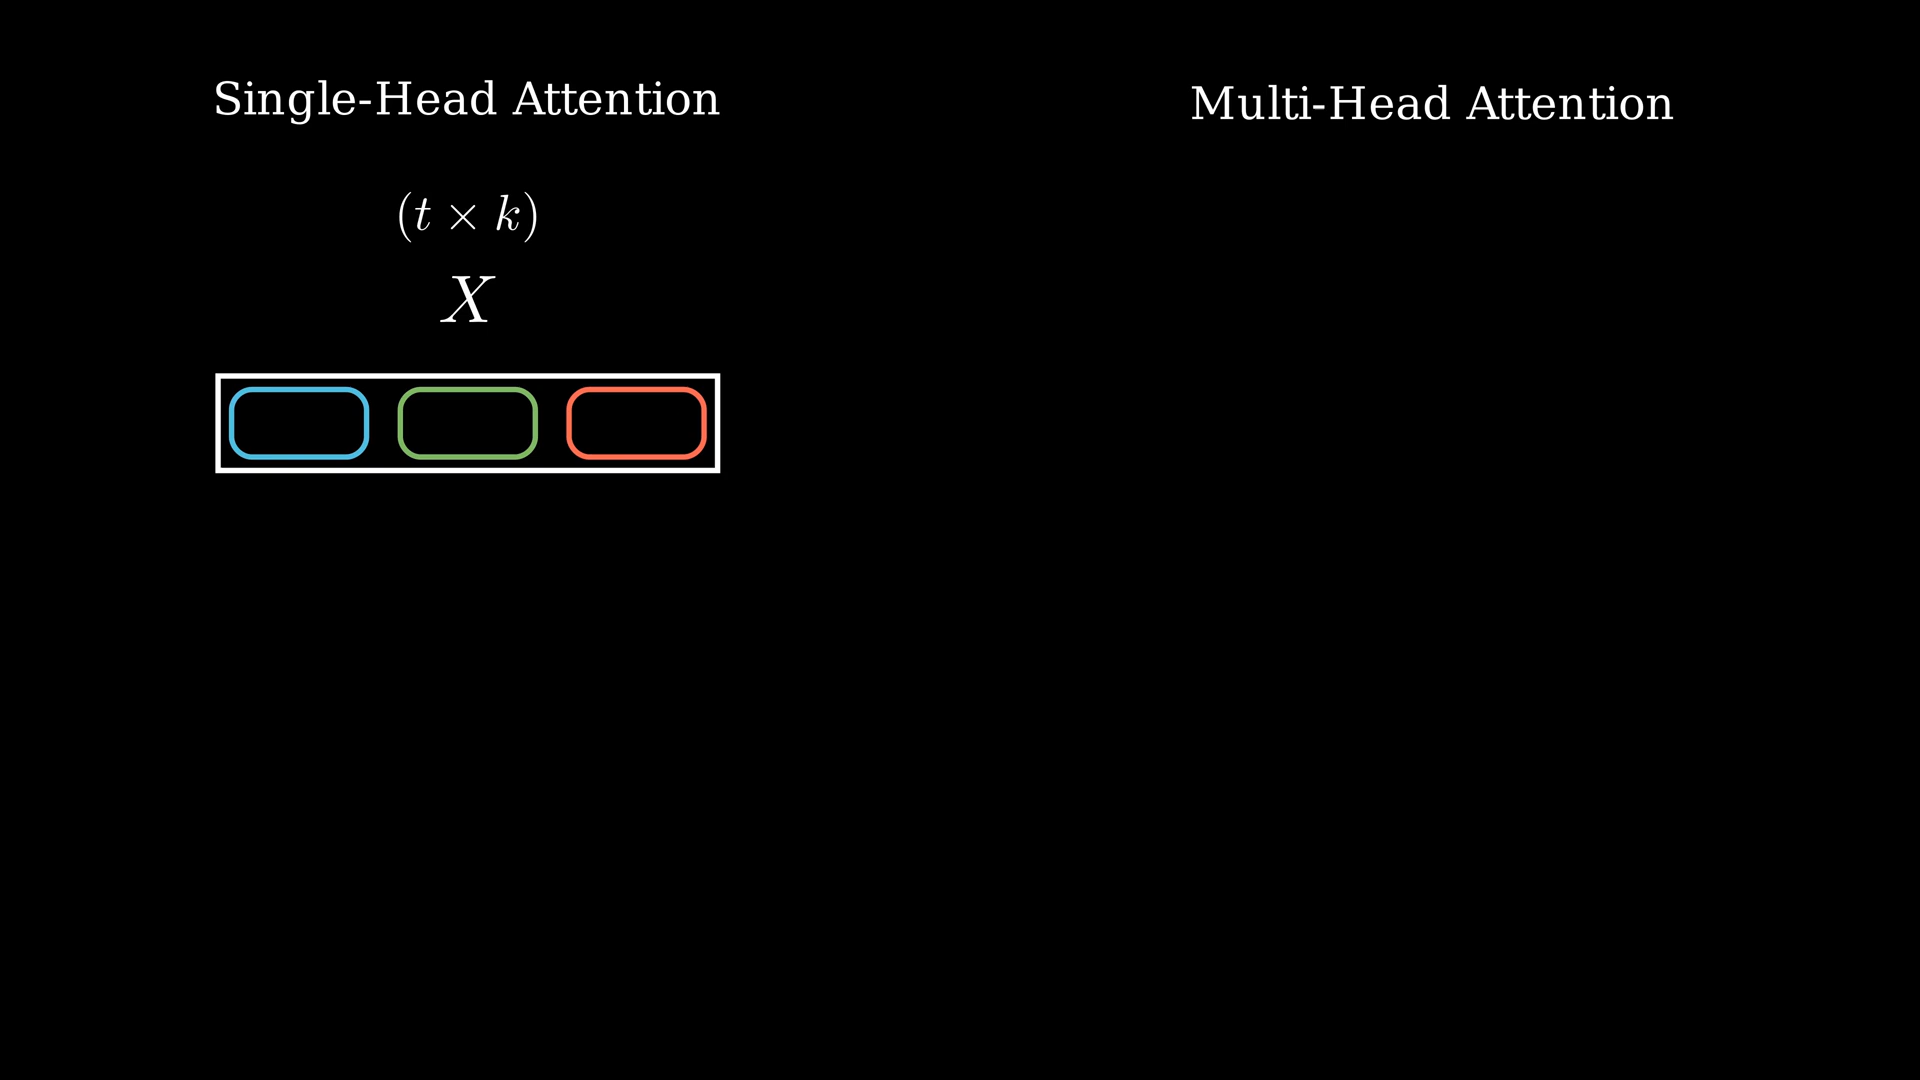 Single-Head Attention
(t × k)
X
Multi-Head Attention